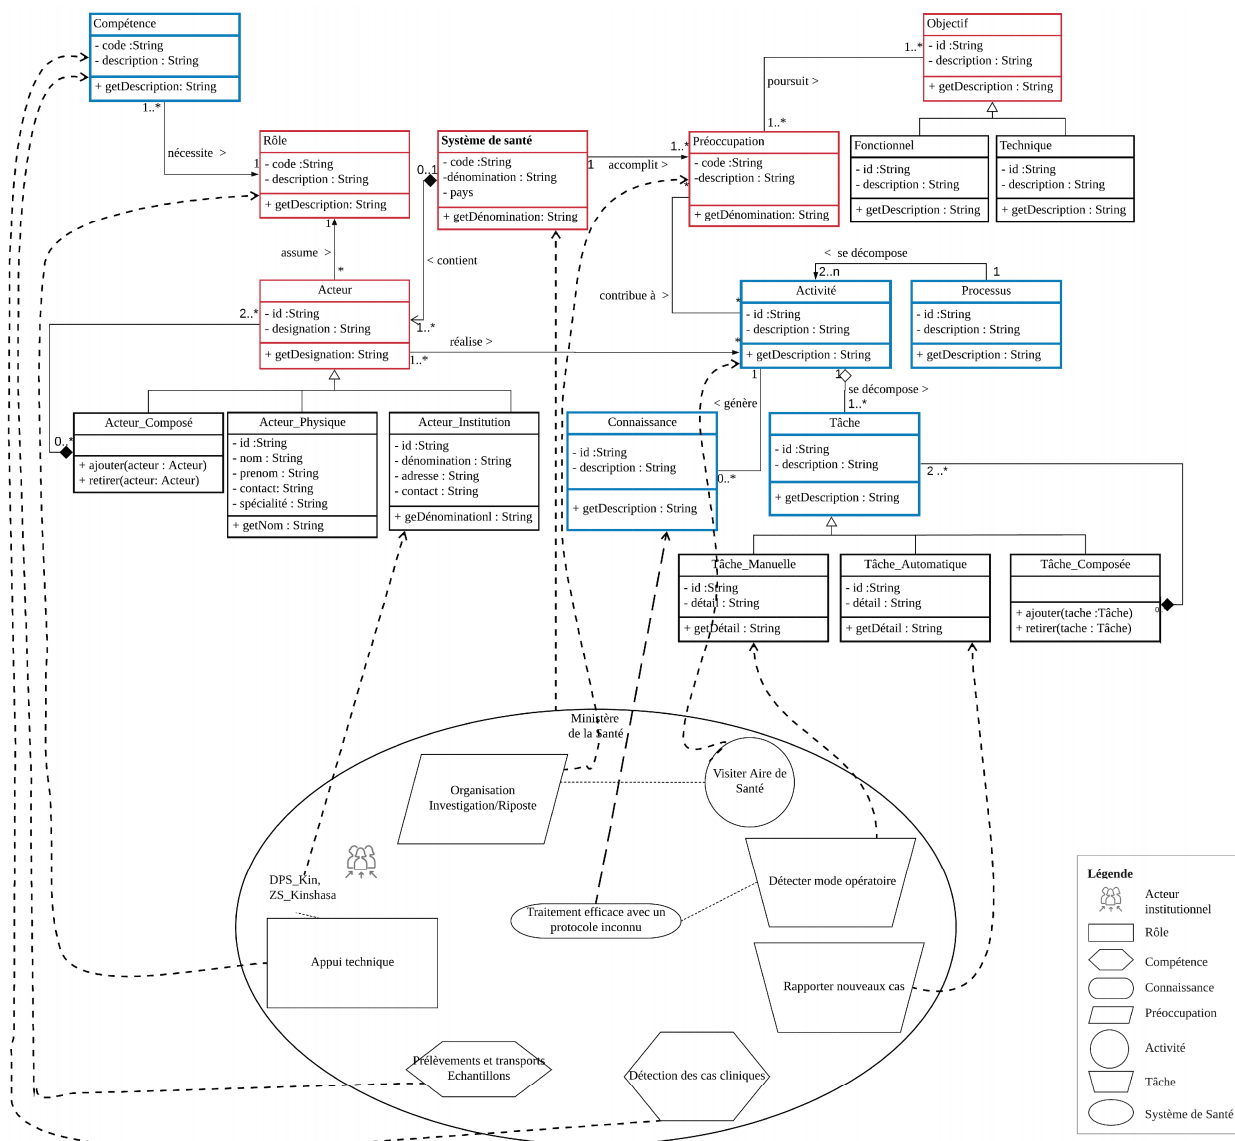 Compétence
- code :String
- description : String
+ getDescription: String
1..*
nécessite  >
1
Rôle
- code :String
- description : String
+ getDescription: String
1
assume  >
*
Système de santé
- code :String
-dénomination : String
- pays
+ getDénomination: String
0..1
< contient
1..*
1
accomplit >
1..*
Préoccupation
- code :String
-description : String
+ getDénomination: String
*
1..*
poursuit >
1..*
Objectif
- id :String
- description : String
+ getDescription : String
Fonctionnel
- id :String
- description : String
+ getDescription : String
Technique
- id :String
- description : String
+ getDescription : String
contribue à  >
*
<  se décompose
2..n
1
Acteur
- id :String
- designation : String
+ getDesignation: String
2..*
1..*
réalise >
*
Activité
- id :String
- description : String
+ getDescription : String
Processus
- id :String
- description : String
+ getDescription : String
1
< génère
0..*
1
se décompose >
1..*
Acteur_Composé
+ ajouter(acteur : Acteur)
+ retirer(acteur: Acteur)
0..*
Acteur_Physique
- id :String
- nom : String
- prenom : String
- contact: String
- spécialité : String
+ getNom : String
Acteur_Institution
- id :String
- dénomination : String
- adresse : String
- contact : String
+ geDénominationl : String
Connaissance
- id :String
- description : String
+ getDescription : String
Tâche
- id :String
- description : String
+ getDescription : String
2 ..*
Tâche_Manuelle
- id :String
- détail : String
+ getDétail : String
Tâche_Automatique
- id :String
- détail : String
+ getDétail : String
Tâche_Composée
+ ajouter(tache :Tâche)
+ retirer(tache : Tâche)
Ministère
de la Santé
Organisation
Investigation/Riposte
Visiter Aire de
Santé
DPS_Kin,
ZS_Kinshasa
Détecter mode opératoire
Traitement efficace avec un
protocole inconnu
Appui technique
Rapporter nouveaux cas
Prélèvements et transports
Echantillons
Détection des cas cliniques
Légende
Acteur
institutionnel
Rôle
Compétence
Connaissance
Préoccupation
Activité
Tâche
Système de Santé